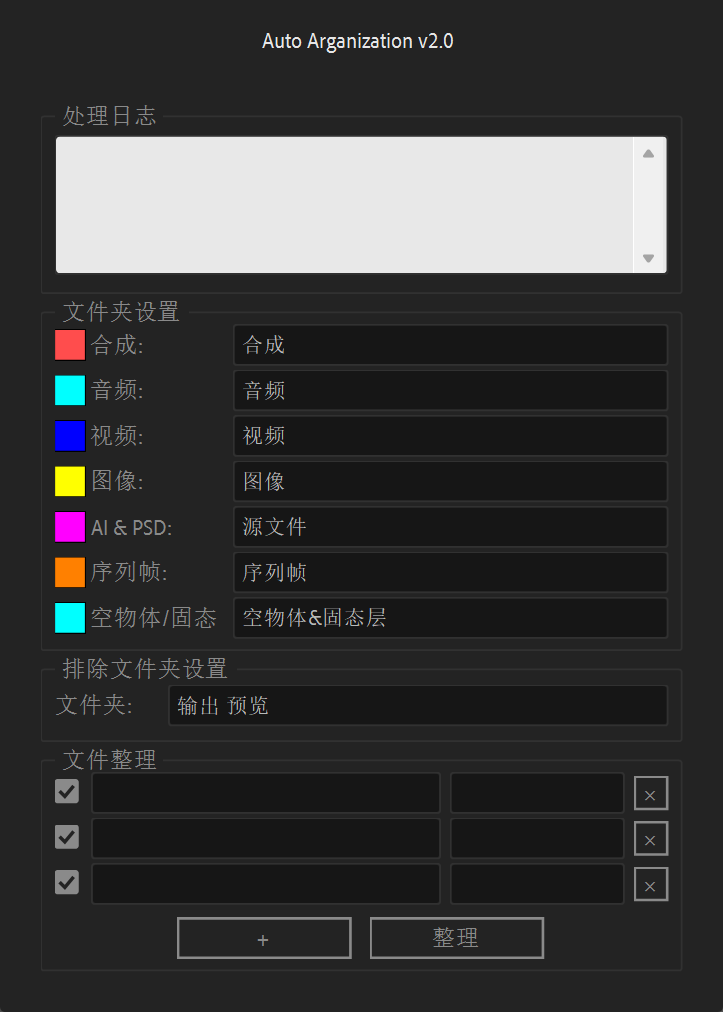 Auto Arganization v2.0
处理日志
文件夹设置
合成: 合成
音频: 音频
视频: 视频
图像: 图像
AI & PSD: 源文件
序列帧: 序列帧
空物体/固态 空物体&固态层
排除文件夹设置
文件夹: 输出 预览
文件整理
×
×
×
+ 整理